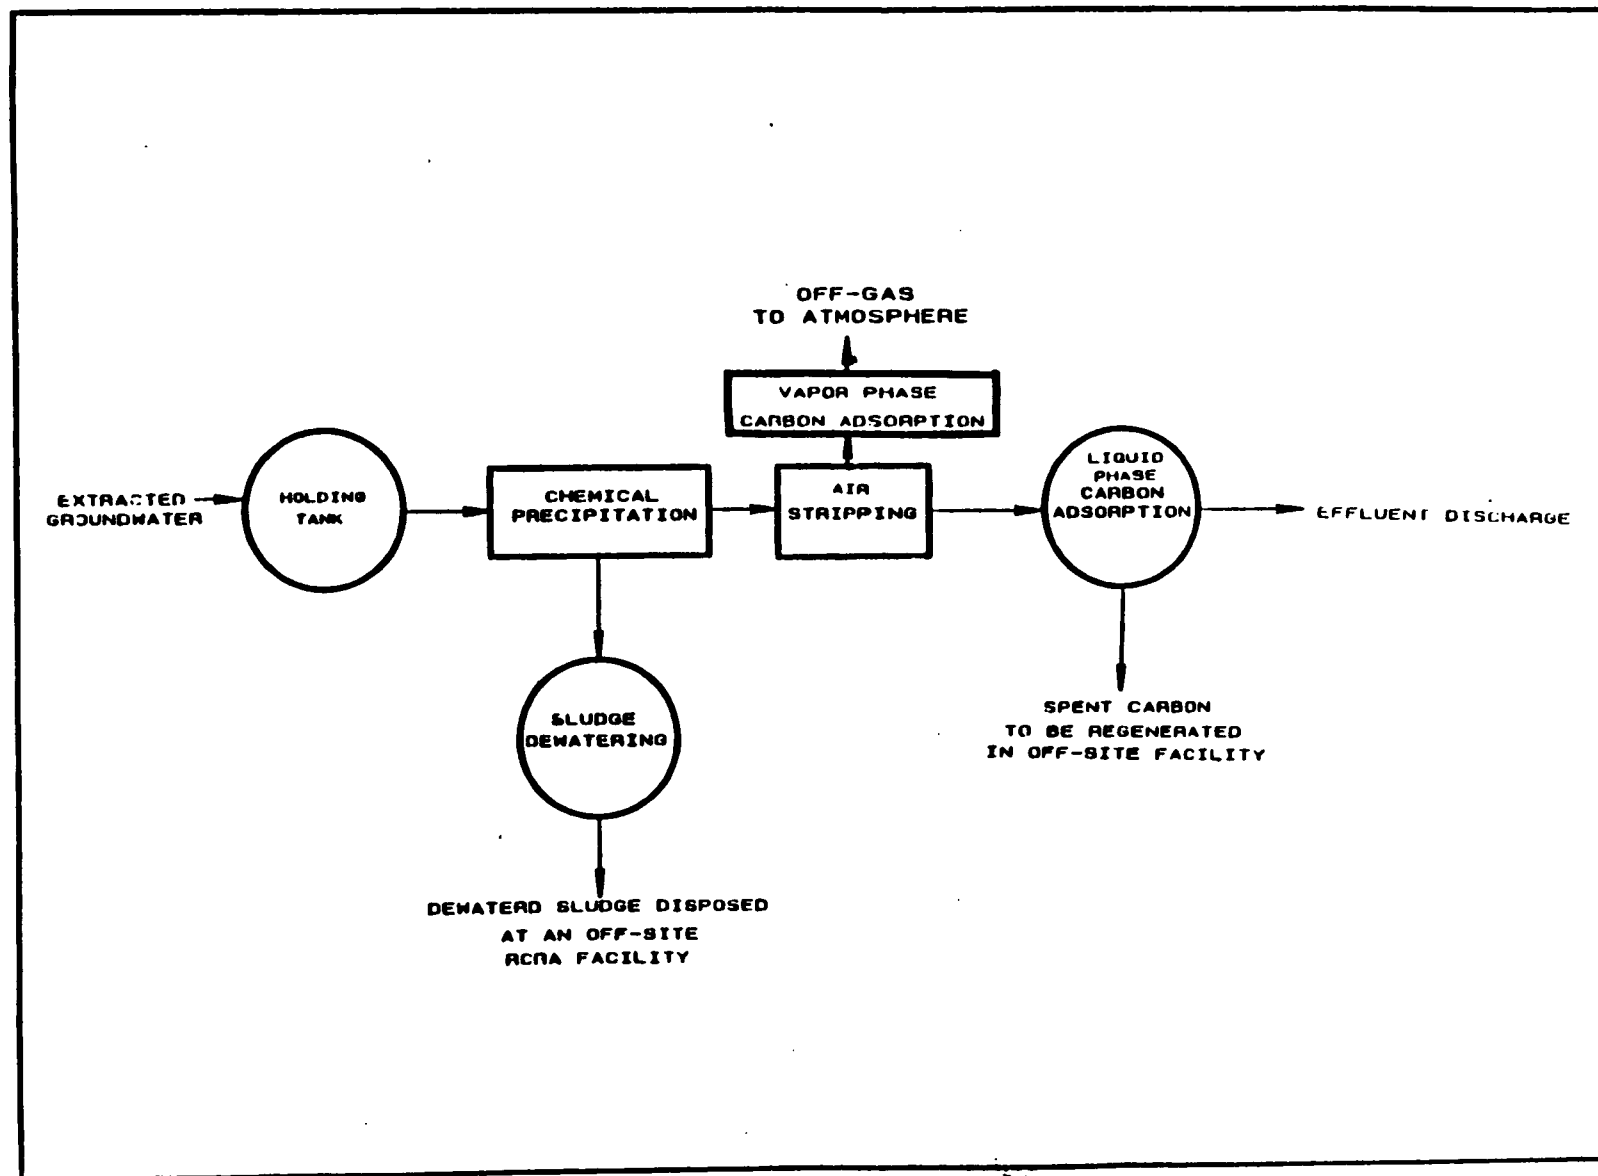 OFF-GAS
TO ATMOSPHERE
VAPOR PHASE
CARBON ADSORPTION
EXTRACTED
GROUNDWATER
HOLDING
TANK
CHEMICAL
PRECIPITATION
AIR
STRIPPING
LIQUID
PHASE
CARBON
ADSORPTION
EFFLUENT DISCHARGE
SLUDGE
DEWATERING
SPENT CARBON
TO BE REGENERATED
IN OFF-SITE FACILITY
DEWATERD SLUDGE DISPOSED
AT AN OFF-SITE
RCRA FACILITY